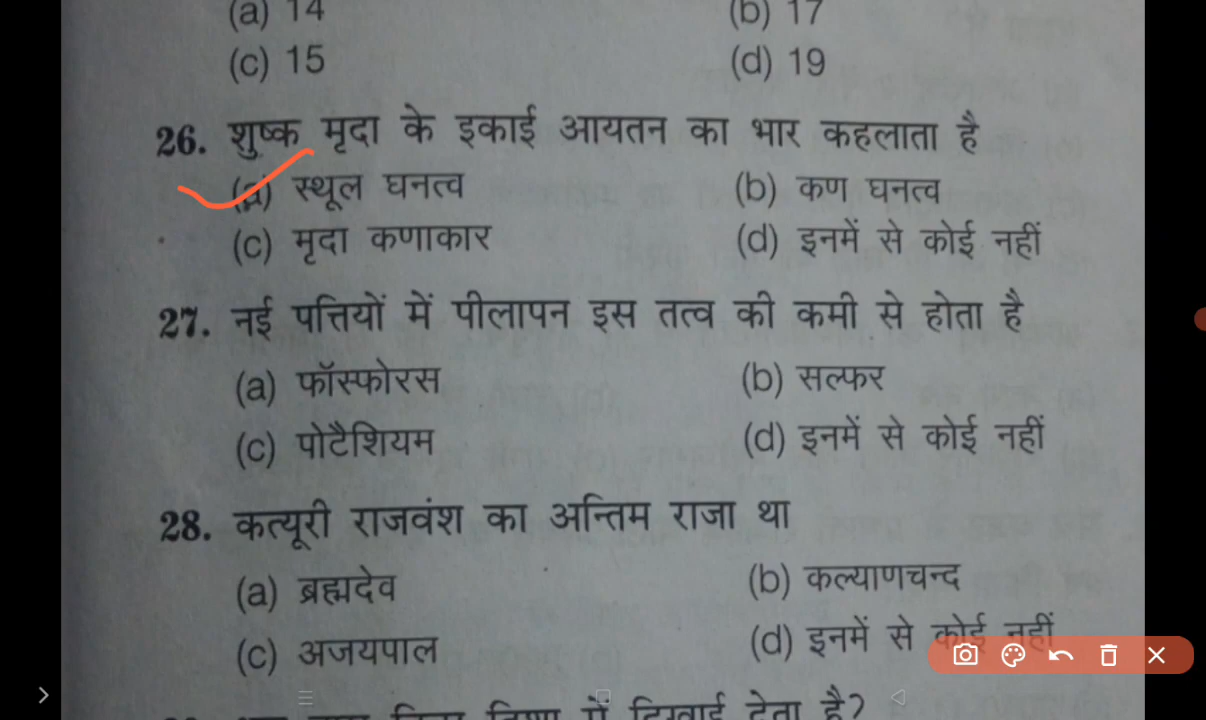 (a) 14 (b) 17
(c) 15 (d) 19
26. शुष्क मृदा के इकाई आयतन का भार कहलाता है
(a) स्थूल घनत्व (b) कण घनत्व
(c) मृदा कणाकार (d) इनमें से कोई नहीं
27. नई पत्तियों में पीलापन इस तत्व की कमी से होता है
(a) फॉस्फोरस (b) सल्फर
(c) पोटैशियम (d) इनमें से कोई नहीं
28. कत्यूरी राजवंश का अन्तिम राजा था
(a) ब्रह्मदेव (b) कल्याणचन्द
(c) अजयपाल (d) इनमें से कोई नहीं
में दिखाई देता है?